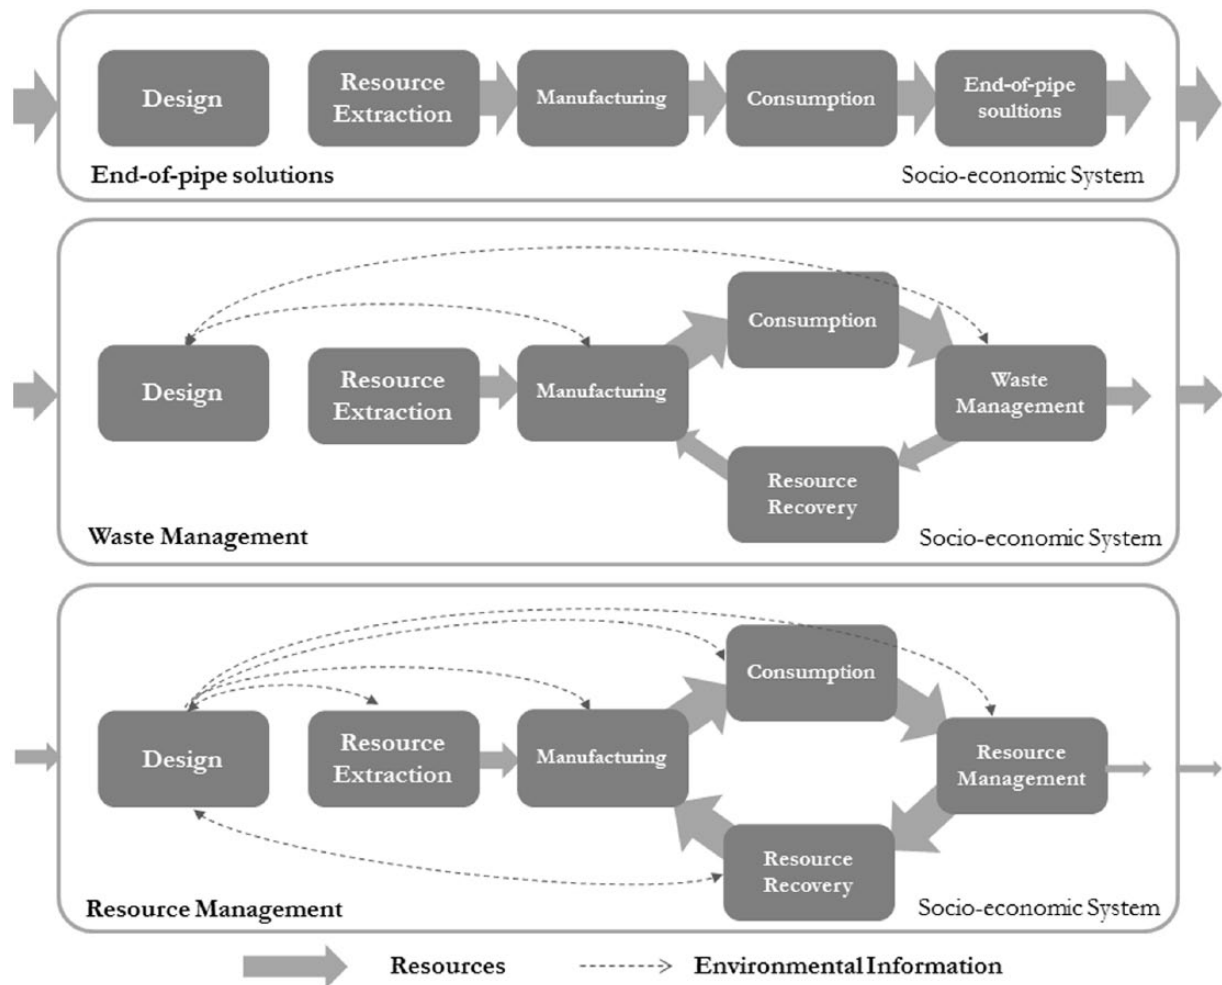 Design
Resource
Extraction
Manufacturing
Consumption
End-of-pipe
soultions
End-of-pipe solutions
Socio-economic System
Consumption
Design
Resource
Extraction
Manufacturing
Waste
Management
Resource
Recovery
Waste Management
Socio-economic System
Consumption
Design
Resource
Extraction
Manufacturing
Resource
Management
Resource
Recovery
Resource Management
Socio-economic System
Resources
Environmental Information